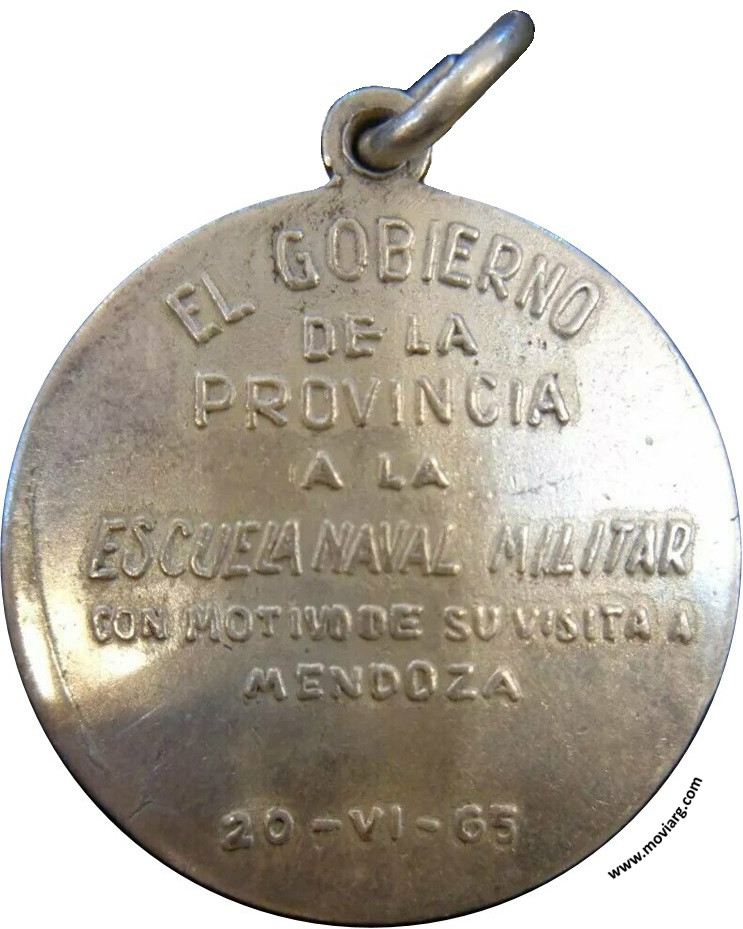 EL GOBIERNO
DE LA
PROVINCIA
A LA
ESCUELA NAVAL MILITAR
CON MOTIVO DE SU VISITA A
MENDOZA
20-VI-65
www.moviarg.com